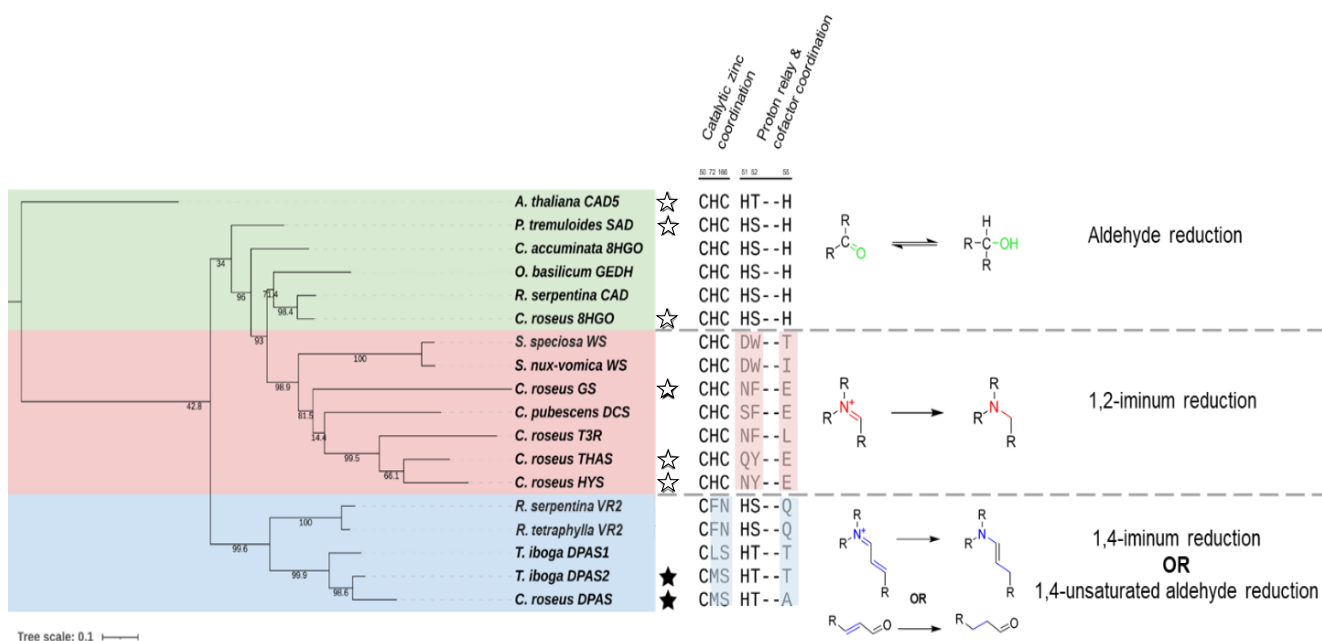 Catalytic zinc
coordination
Proton relay &
cofactor coordination
50 72 166 51 52 55
A. thaliana CAD5 CHC HT--H
P. tremuloides SAD CHC HS--H
C. accuminata 8HGO CHC HS--H
O. basilicum GEDH CHC HS--H
R. serpentina CAD CHC HS--H
C. roseus 8HGO CHC HS--H
S. speciosa WS CHC DW--T
S. nux-vomica WS CHC DW--I
C. roseus GS CHC NF--E
C. pubescens DCS CHC SF--E
C. roseus T3R CHC NF--L
C. roseus THAS CHC QY--E
C. roseus HYS CHC NY--E
R. serpentina VR2 CFN HS--Q
R. tetraphylla VR2 CFN HS--Q
T. iboga DPAS1 CLS HT--T
T. iboga DPAS2 CMS HT--T
C. roseus DPAS CMS HT--A
34
96
71.4
98.4
93
98.9
100
81.5
14.4
99.5
66.1
42.8
100
99.6
99.9
98.6
R
C
R
O
H
R-C-OH
R
Aldehyde reduction
R
R
N+
R
R
R
N
R
1,2-iminum reduction
R
R
N+
R
R
R
N
R
1,4-iminum reduction
OR
1,4-unsaturated aldehyde reduction
OR
R
O
R
O
Tree scale: 0.1